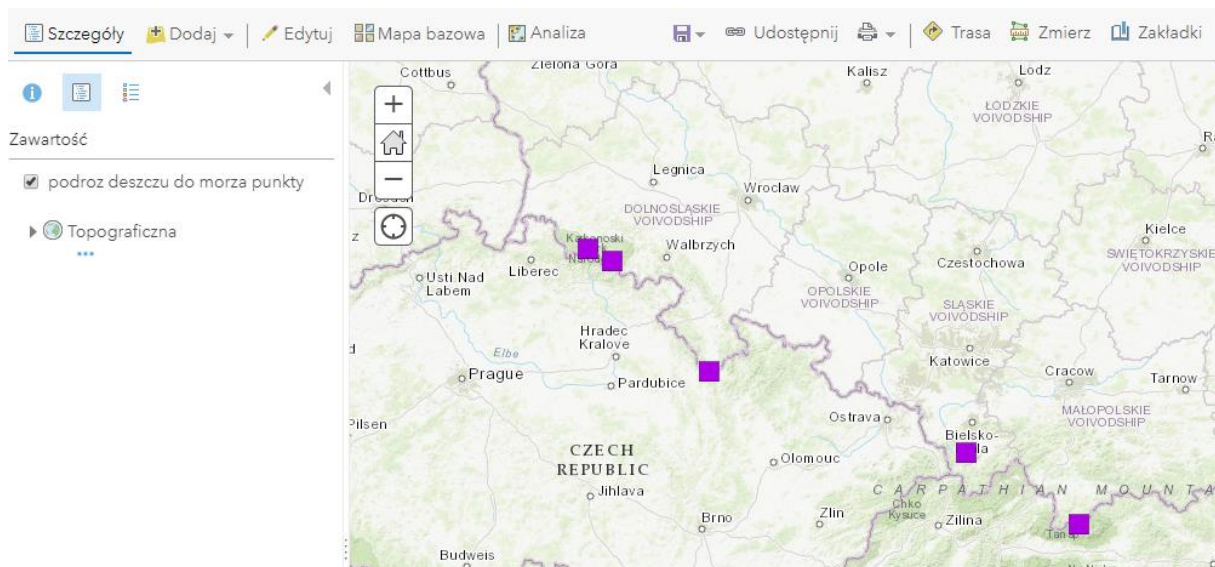 Szczegóły Dodaj Edytuj Mapa bazowa Analiza Udostępnij Trasa Zmierz Zakładki
Zawartość
podroz deszczu do morza punkty
Topograficzna
Cottbus
Zielona Gora
Kalisz
Lodz
ŁÓDZKIE
VOIVODSHIP
Legnica
Wroclaw
DOLNOŚLĄSKIE
VOIVODSHIP
Kielce
ŚWIĘTOKRZYSKIE
VOIVODSHIP
Walbrzych
Liberec
Usti Nad
Labem
Opole
Czestochowa
OPOLSKIE
VOIVODSHIP
ŚLĄSKIE
VOIVODSHIP
Hradec
Kralove
Elbe
Prague
Pardubice
Katowice
Cracow
Tarnow
MAŁOPOLSKIE
VOIVODSHIP
Pilsen
Ostrava
Bielsko-
CZECH
REPUBLIC
Olomouc
Jihlava
CARPATHIAN MOUNTA
Chko
Kysuce
Zilina
Zlin
Brno
Budweis